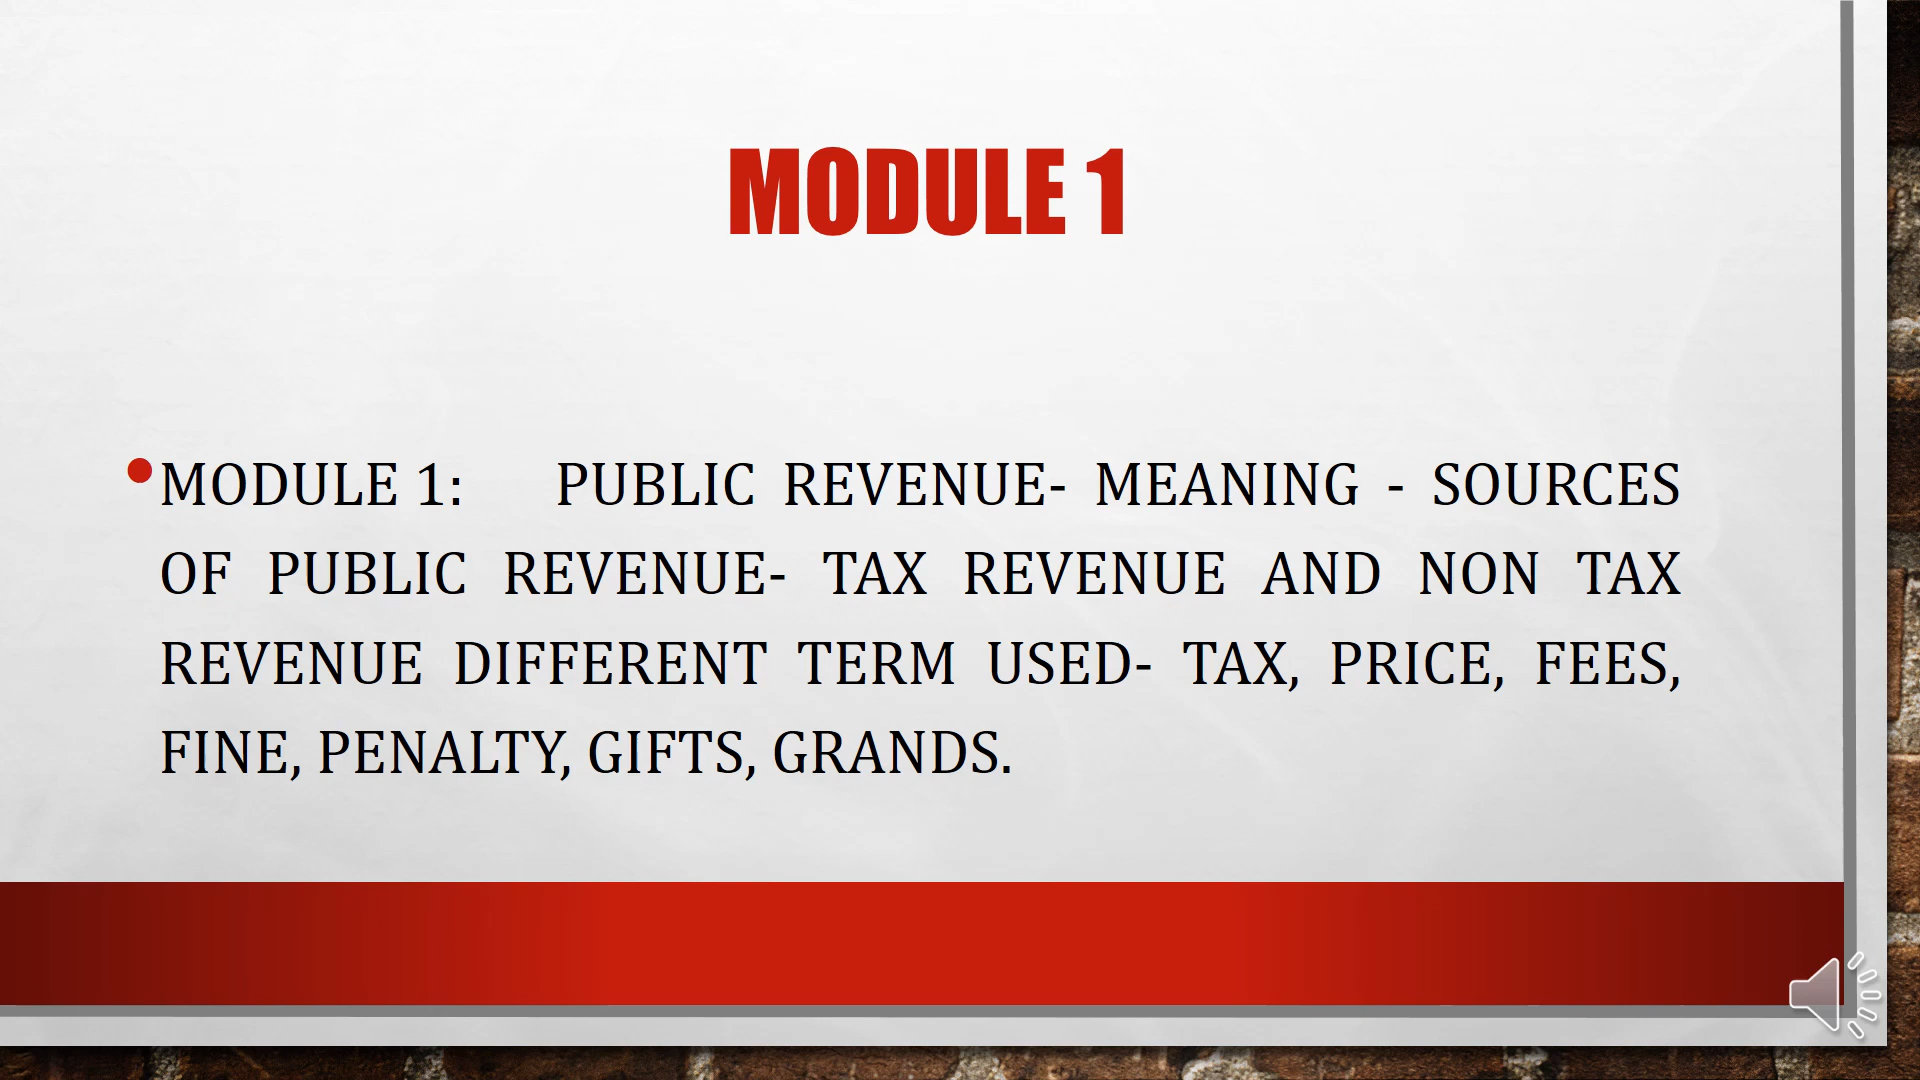 MODULE 1
• MODULE 1: PUBLIC REVENUE- MEANING - SOURCES
OF PUBLIC REVENUE- TAX REVENUE AND NON TAX
REVENUE DIFFERENT TERM USED- TAX, PRICE, FEES,
FINE, PENALTY, GIFTS, GRANDS.